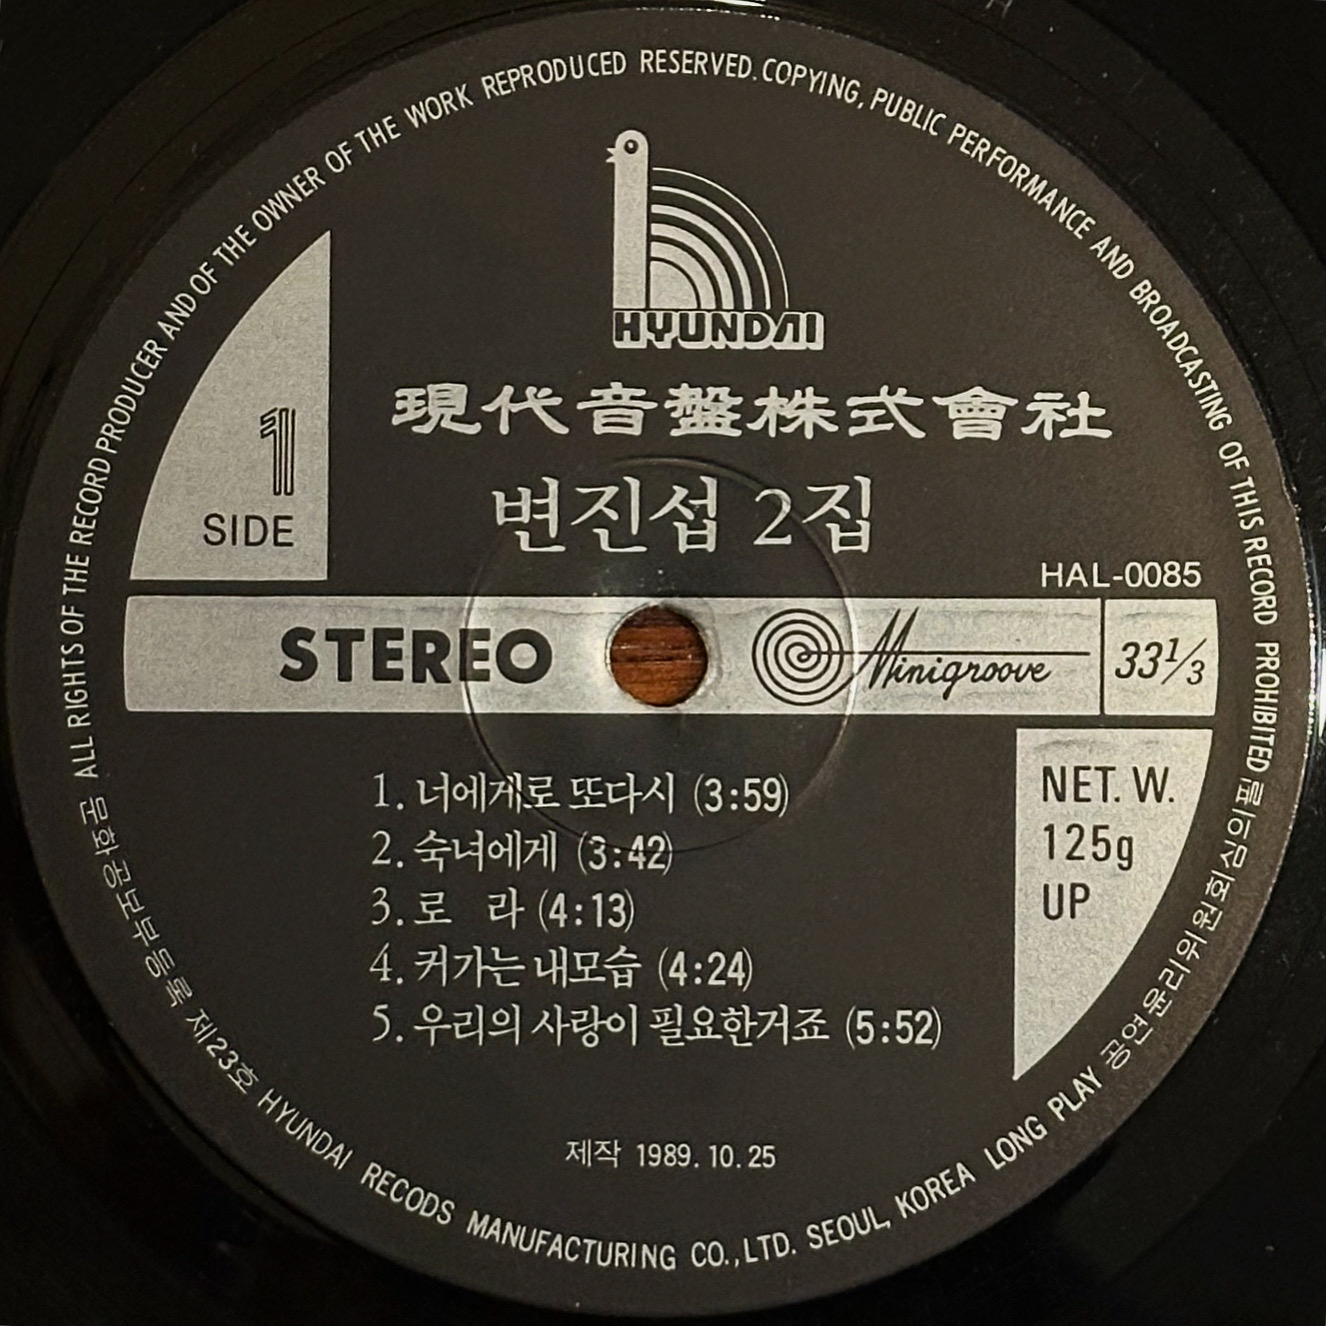 ALL RIGHTS OF THE RECORD PRODUCER AND OF THE OWNER OF THE WORK REPRODUCED RESERVED. COPYING, PUBLIC PERFORMANCE AND BROADCASTING OF THIS RECORD PROHIBITED
HYUNDAI
現代音盤株式會社
1
SIDE
변진섭 2집
HAL-0085
STEREO
Minigroove
33⅓
NET. W.
125g
UP
1. 너에게로 또다시 (3:59)
2. 숙녀에게 (3:42)
3. 로 라 (4:13)
4. 커가는 내모습 (4:24)
5. 우리의 사랑이 필요한거죠 (5:52)
제작 1989. 10. 25
문화공보부등록 제23호 HYUNDAI RECODS MANUFACTURING CO., LTD. SEOUL, KOREA LONG PLAY 공연윤리위원회심의필